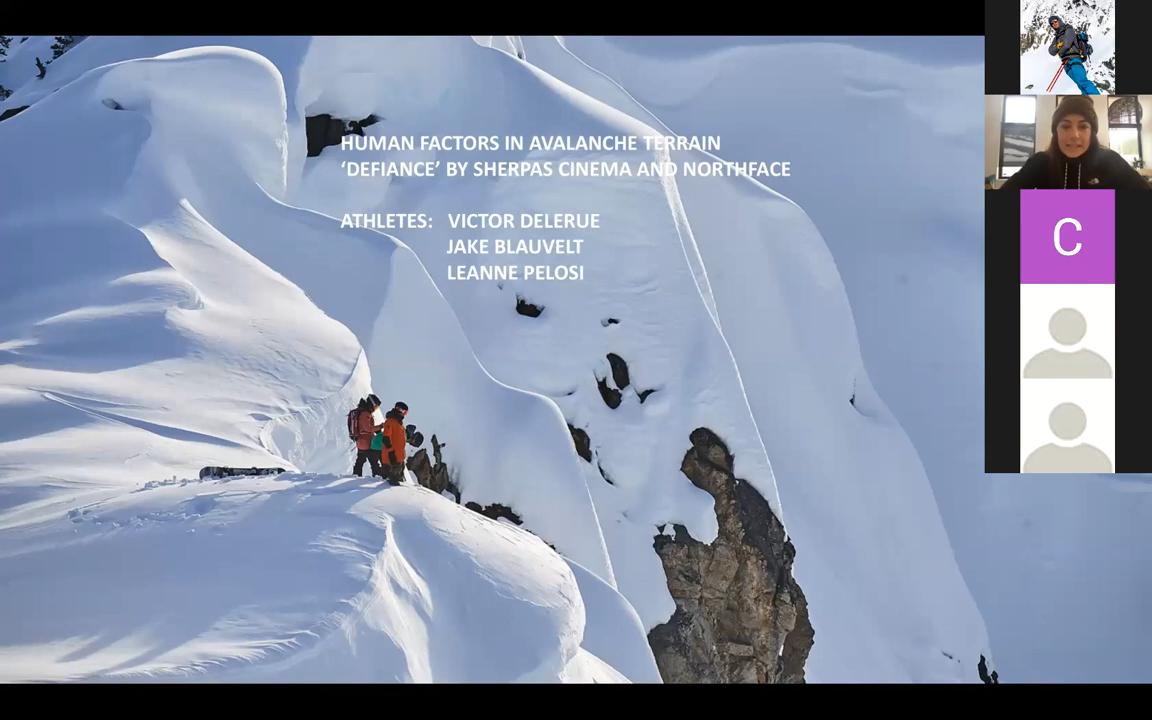 HUMAN FACTORS IN AVALANCHE TERRAIN
‘DEFIANCE’ BY SHERPAS CINEMA AND NORTHFACE
ATHLETES: VICTOR DELERUE
JAKE BLAUVELT
LEANNE PELOSI
C